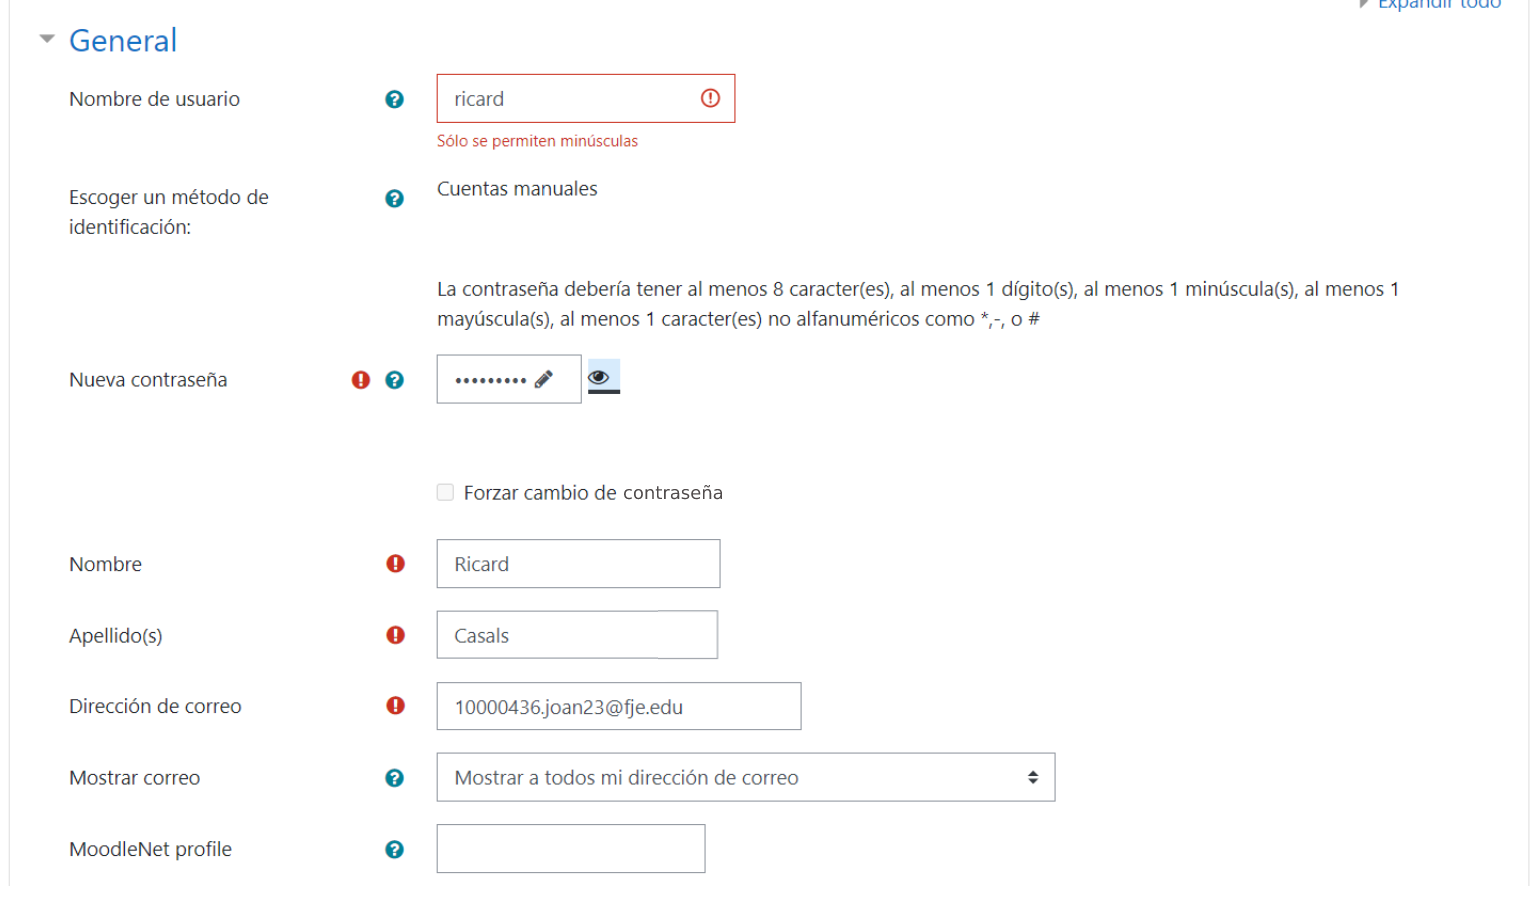 Expandir todo
General
Nombre de usuario
ricard
Sólo se permiten minúsculas
Escoger un método de
identificación:
Cuentas manuales
La contraseña debería tener al menos 8 caracter(es), al menos 1 dígito(s), al menos 1 minúscula(s), al menos 1
mayúscula(s), al menos 1 caracter(es) no alfanuméricos como *,-, o #
Nueva contraseña
•••••••••
Forzar cambio de contraseña
Nombre
Ricard
Apellido(s)
Casals
Dirección de correo
10000436.joan23@fje.edu
Mostrar correo
Mostrar a todos mi dirección de correo
MoodleNet profile